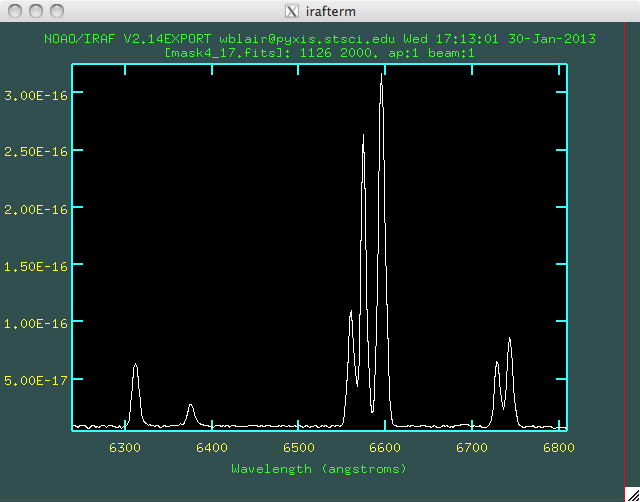 irafterm
NOAO/IRAF V2.14EXPORT wblair@pyxis.stsci.edu Wed 17:13:01 30-Jan-2013
[mask4_17.fits]: 1126 2000. ap:1 beam:1
3.00E-16
2.50E-16
2.00E-16
1.50E-16
1.00E-16
5.00E-17
6300 6400 6500 6600 6700 6800
Wavelength (angstroms)